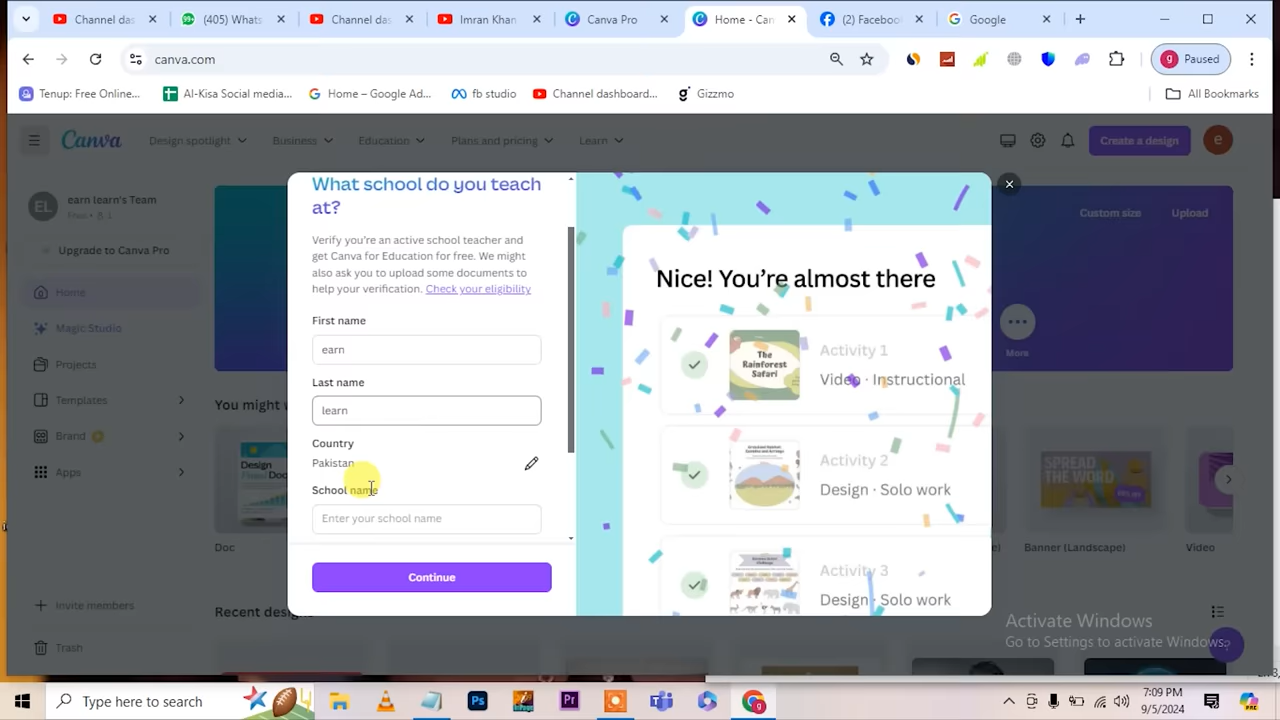 Channel das
(405) Whats
Channel das
Imran Khan
Canva Pro
Home - Can
(2) Facebook
Google
canva.com
Paused
Tenup: Free Online...
Al-Kisa Social media...
Home – Google Ad...
fb studio
Channel dashboard...
Gizzmo
All Bookmarks
Canva
Design spotlight
Business
Education
Plans and pricing
Learn
Create a design
e
EL
earn learn's Team
Upgrade to Canva Pro
Home
Magic Studio
Projects
Templates
Brand
Apps
Invite members
Trash
Custom size
Upload
More
You might
Doc
Recent desig
SPREAD THE WORD
Banner (Landscape)
Video
What school do you teach
at?
Verify you're an active school teacher and
get Canva for Education for free. We might
also ask you to upload some documents to
help your verification. Check your eligibility
First name
earn
Last name
learn
Country
Pakistan
School name
Enter your school name
Continue
Nice! You're almost there
The Rainforest Safari
Activity 1
Video · Instructional
Activity 2
Design · Solo work
Activity 3
Design · Solo work
Activate Windows
Go to Settings to activate Windows.
Type here to search
7:09 PM
9/5/2024